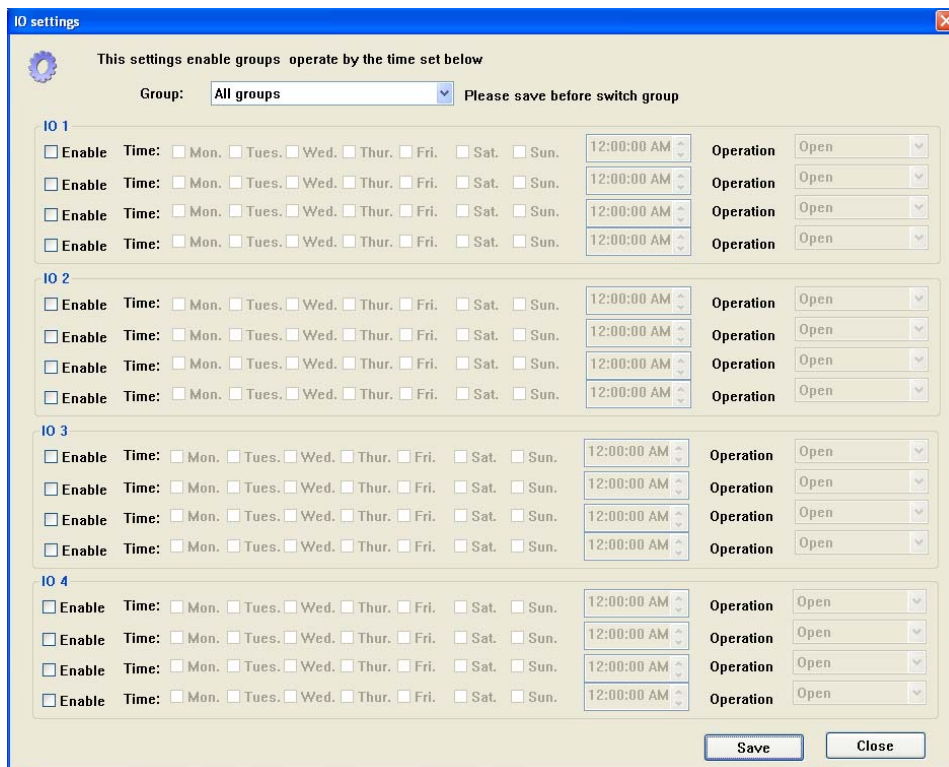 IO settings
This settings enable groups operate by the time set below
Group: All groups Please save before switch group
IO 1
Enable Time: Mon. Tues. Wed. Thur. Fri. Sat. Sun. 12:00:00 AM Operation Open
Enable Time: Mon. Tues. Wed. Thur. Fri. Sat. Sun. 12:00:00 AM Operation Open
Enable Time: Mon. Tues. Wed. Thur. Fri. Sat. Sun. 12:00:00 AM Operation Open
Enable Time: Mon. Tues. Wed. Thur. Fri. Sat. Sun. 12:00:00 AM Operation Open
IO 2
Enable Time: Mon. Tues. Wed. Thur. Fri. Sat. Sun. 12:00:00 AM Operation Open
Enable Time: Mon. Tues. Wed. Thur. Fri. Sat. Sun. 12:00:00 AM Operation Open
Enable Time: Mon. Tues. Wed. Thur. Fri. Sat. Sun. 12:00:00 AM Operation Open
Enable Time: Mon. Tues. Wed. Thur. Fri. Sat. Sun. 12:00:00 AM Operation Open
IO 3
Enable Time: Mon. Tues. Wed. Thur. Fri. Sat. Sun. 12:00:00 AM Operation Open
Enable Time: Mon. Tues. Wed. Thur. Fri. Sat. Sun. 12:00:00 AM Operation Open
Enable Time: Mon. Tues. Wed. Thur. Fri. Sat. Sun. 12:00:00 AM Operation Open
Enable Time: Mon. Tues. Wed. Thur. Fri. Sat. Sun. 12:00:00 AM Operation Open
IO 4
Enable Time: Mon. Tues. Wed. Thur. Fri. Sat. Sun. 12:00:00 AM Operation Open
Enable Time: Mon. Tues. Wed. Thur. Fri. Sat. Sun. 12:00:00 AM Operation Open
Enable Time: Mon. Tues. Wed. Thur. Fri. Sat. Sun. 12:00:00 AM Operation Open
Enable Time: Mon. Tues. Wed. Thur. Fri. Sat. Sun. 12:00:00 AM Operation Open
Save Close